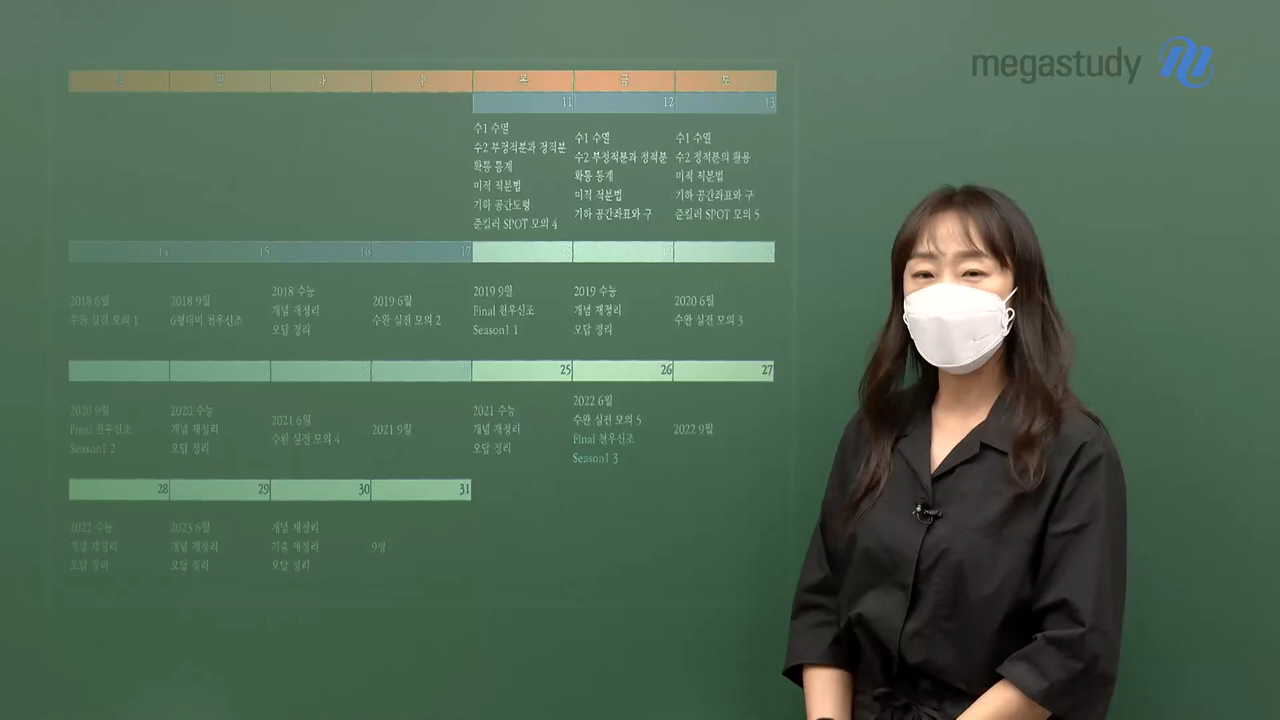 megastudy
일 월 화 수 목 금 토
11 12 13
수1 수열
수2 부정적분과 정적분
확통 통계
미적 적분법
기하 공간도형
준킬러 SPOT 모의 4
수1 수열
수2 부정적분과 정적분
확통 통계
미적 적분법
기하 공간좌표와 구
수1 수열
수2 정적분의 활용
미적 적분법
기하 공간좌표와 구
준킬러 SPOT 모의 5
14 15 16 17 18 19
2018 6월
수완 실전 모의 1
2018 9월
6평대비 천우신조
2018 수능
개념 재정리
오답 정리
2019 6월
수완 실전 모의 2
2019 9월
Final 천우신조
Season1 1
2019 수능
개념 재정리
오답 정리
2020 6월
수완 실전 모의 3
25 26 27
2020 9월
Final 천우신조
Season1 2
2020 수능
개념 재정리
오답 정리
2021 6월
수완 실전 모의 4
2021 9월
2021 수능
개념 재정리
오답 정리
2022 6월
수완 실전 모의 5
Final 천우신조
Season1 3
2022 9월
28 29 30 31
2022 수능
개념 재정리
오답 정리
2023 6월
개념 재정리
오답 정리
개념 재정리
기출 재정리
오답 정리
9월